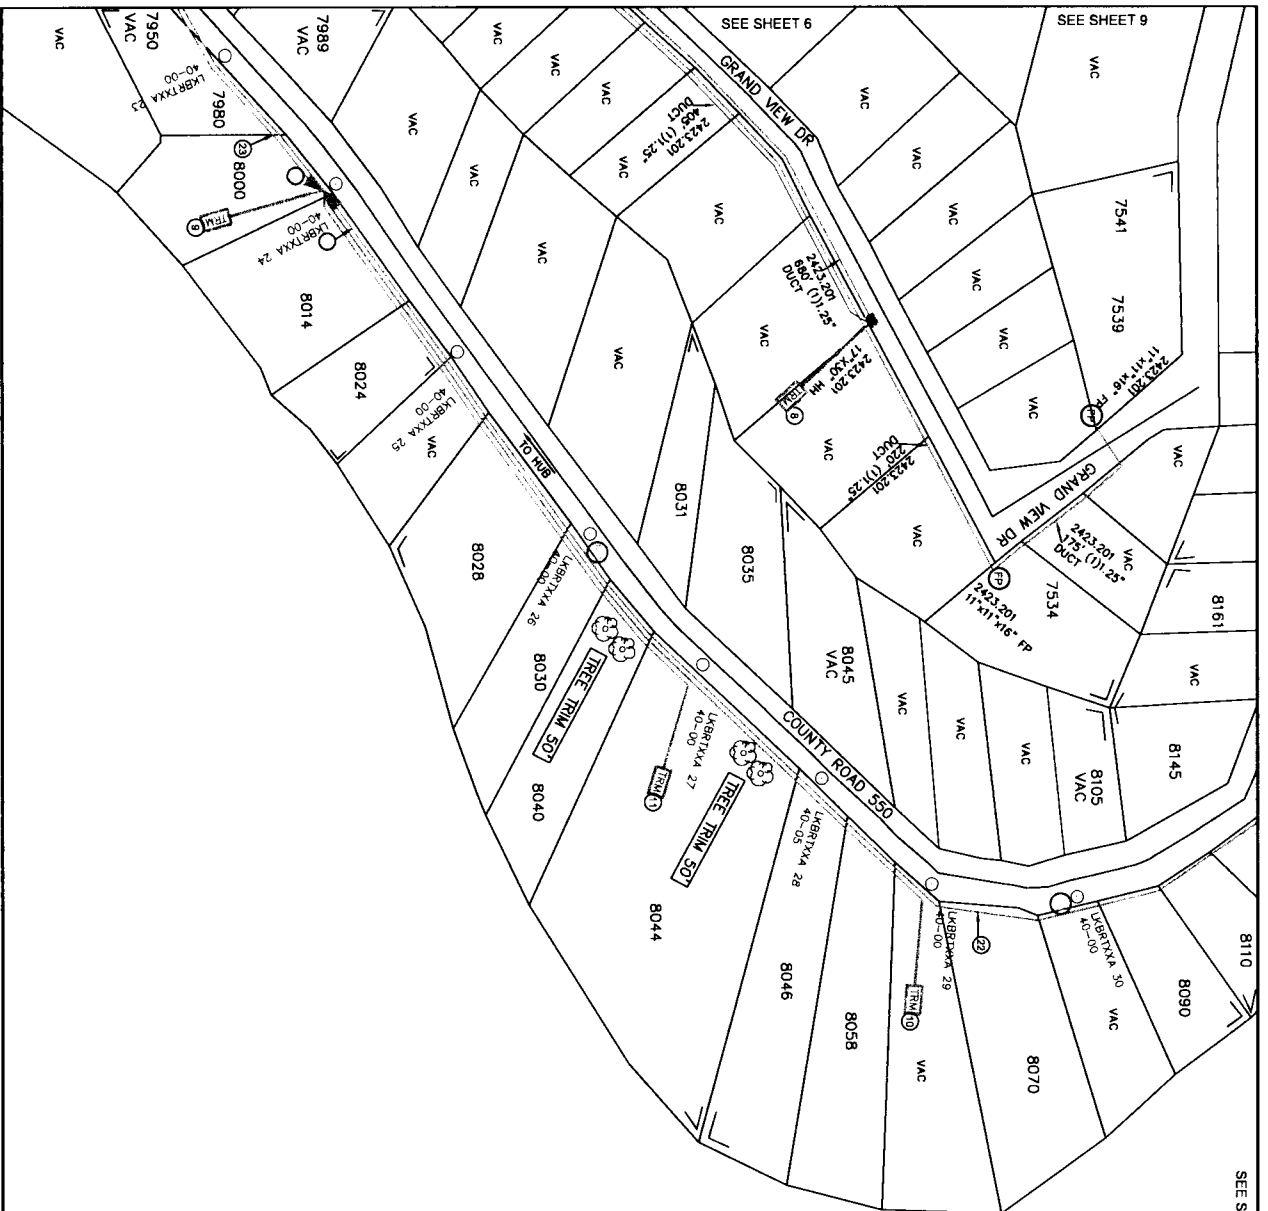 SEE SHEET 6
SEE SHEET 9
VAC
7950
VAC
7989
VAC
VAC
GRAND VIEW DR
VAC
VAC
LKBRTXXA 23
40-00
7980
VAC
VAC
2423.201
405' (1)1.25"
DUCT
VAC
23
8000
VAC
VAC
VAC
VAC
7541
TRM
9
LKBRTXXA 24
40-00
VAC
2423.201
680' (1)1.25"
DUCT
VAC
7539
8014
VAC
VAC
2423.201
17"X30" HH
VAC
2423.201
11"x11"x16" FP
8024
VAC
TRM
8
VAC
FP
LKBRTXXA 25
40-00
VAC
TO HUB
VAC
2423.201
220' (1)1.25"
DUCT
GRAND VIEW DR
VAC
8031
VAC
2423.201
175' (1)1.25"
DUCT
VAC
8028
8035
FP
2423.201
11"x11"x16" FP
7534
8161
LKBRTXXA 26
40-00
8045
VAC
VAC
8030
TREE TRIM 50'
VAC
VAC
VAC
8105
VAC
8145
COUNTY ROAD 550
LKBRTXXA 27
40-00
TRM
11
8040
TREE TRIM 50'
LKBRTXXA 28
40-05
8044
8046
8058
LKBRTXXA 29
40-00
22
TRM
10
VAC
LKBRTXXA 30
40-00
VAC
8070
8090
8110
SEE S